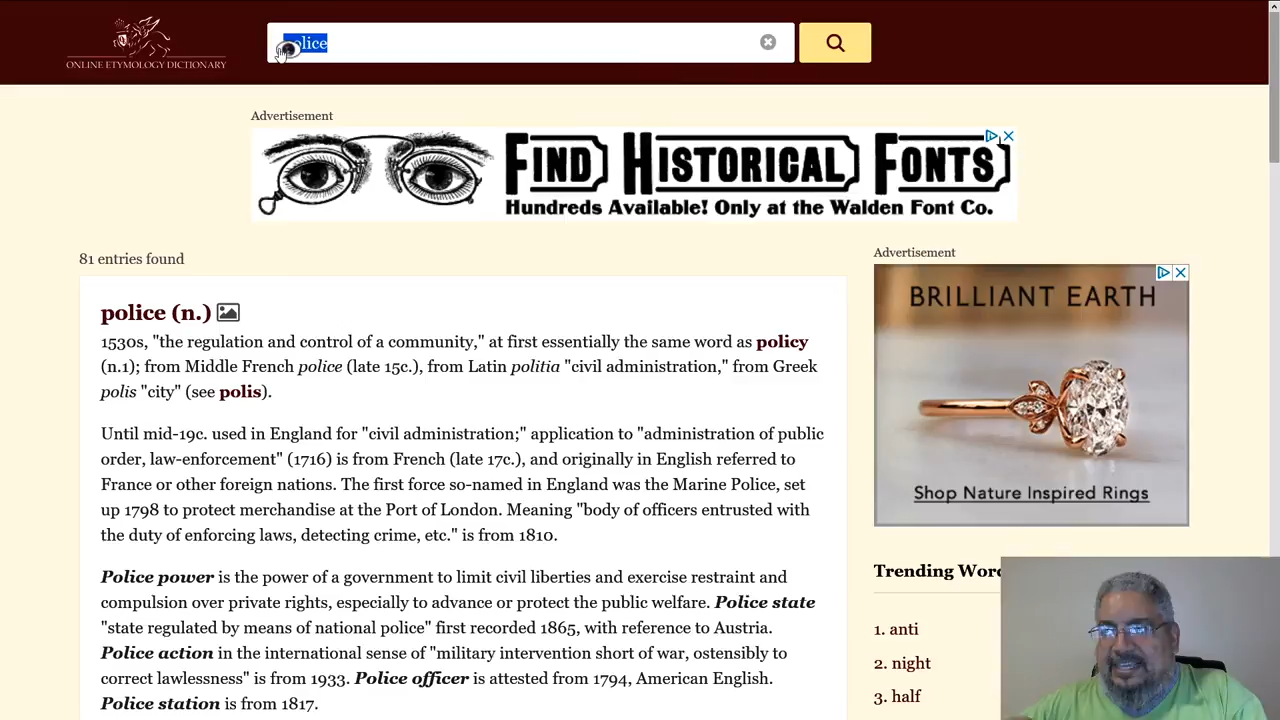 ONLINE ETYMOLOGY DICTIONARY
police
Advertisement
FIND HISTORICAL FONTS
Hundreds Available! Only at the Walden Font Co.
81 entries found
police (n.)
1530s, "the regulation and control of a community," at first essentially the same word as policy
(n.1); from Middle French police (late 15c.), from Latin politia "civil administration," from Greek
polis "city" (see polis).
Until mid-19c. used in England for "civil administration;" application to "administration of public
order, law-enforcement" (1716) is from French (late 17c.), and originally in English referred to
France or other foreign nations. The first force so-named in England was the Marine Police, set
up 1798 to protect merchandise at the Port of London. Meaning "body of officers entrusted with
the duty of enforcing laws, detecting crime, etc." is from 1810.
Police power is the power of a government to limit civil liberties and exercise restraint and
compulsion over private rights, especially to advance or protect the public welfare. Police state
"state regulated by means of national police" first recorded 1865, with reference to Austria.
Police action in the international sense of "military intervention short of war, ostensibly to
correct lawlessness" is from 1933. Police officer is attested from 1794, American English.
Police station is from 1817.
Advertisement
BRILLIANT EARTH
Shop Nature Inspired Rings
Trending
1. anti
2. night
3. half